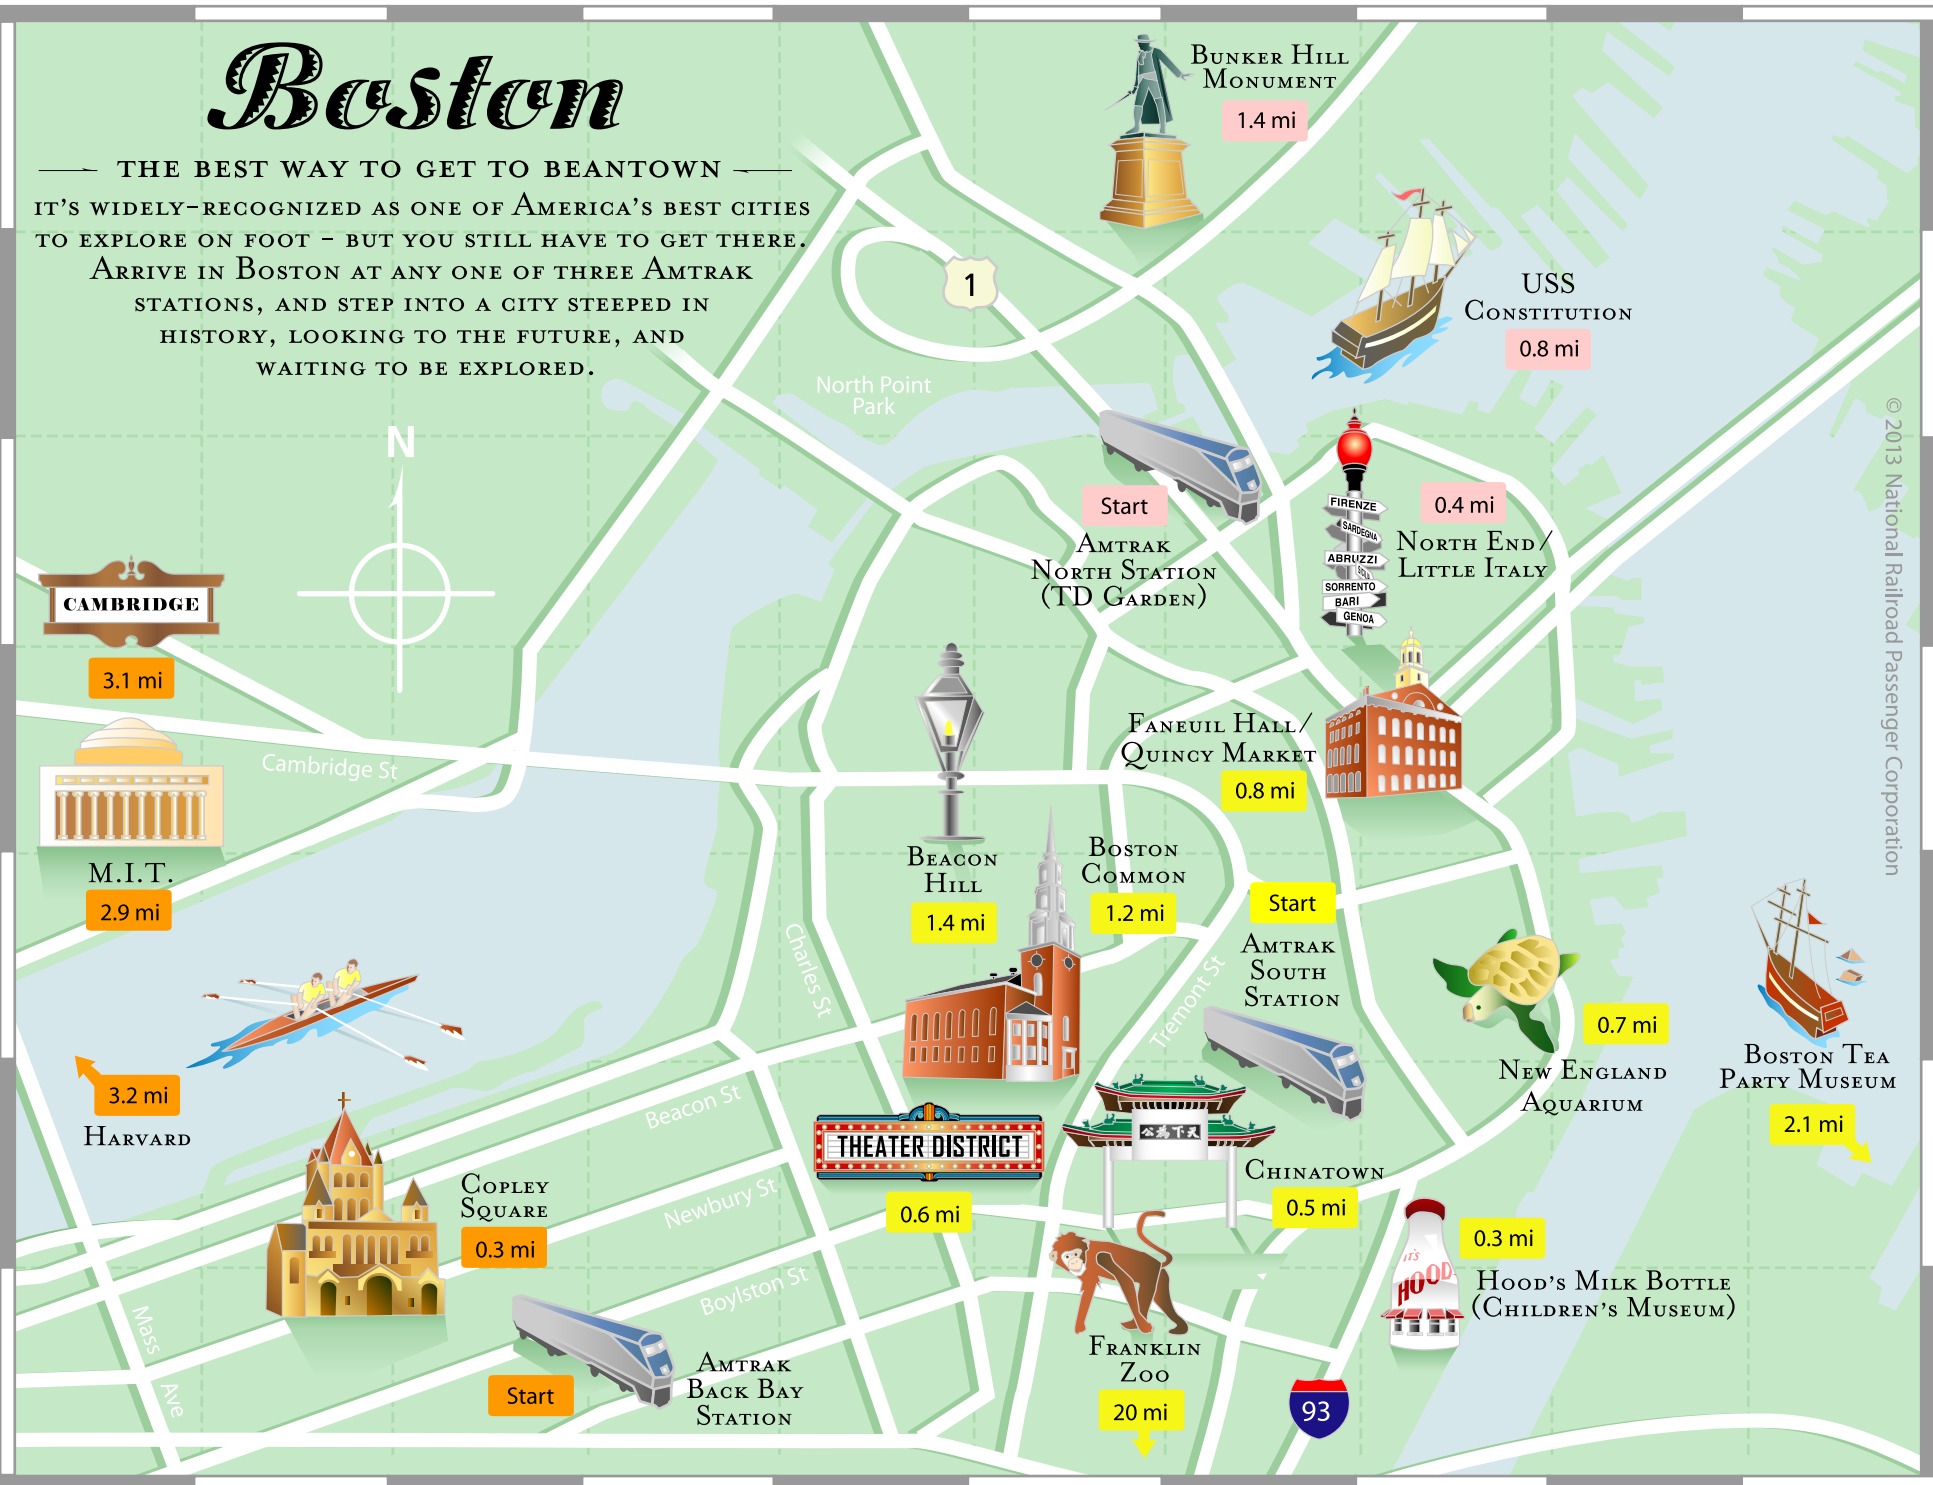 Boston
THE BEST WAY TO GET TO BEANTOWN
IT'S WIDELY-RECOGNIZED AS ONE OF AMERICA'S BEST CITIES
TO EXPLORE ON FOOT - BUT YOU STILL HAVE TO GET THERE.
ARRIVE IN BOSTON AT ANY ONE OF THREE AMTRAK
STATIONS, AND STEP INTO A CITY STEEPED IN
HISTORY, LOOKING TO THE FUTURE, AND
WAITING TO BE EXPLORED.
BUNKER HILL
MONUMENT
1.4 mi
1
USS
CONSTITUTION
0.8 mi
North Point
Park
N
Start
AMTRAK
NORTH STATION
(TD GARDEN)
FIRENZE
SARDEGNA
ABRUZZI
SORRENTO
BARI
GENOA
0.4 mi
NORTH END/
LITTLE ITALY
CAMBRIDGE
3.1 mi
Cambridge St
M.I.T.
2.9 mi
FANEUIL HALL/
QUINCY MARKET
0.8 mi
BEACON
HILL
1.4 mi
BOSTON
COMMON
1.2 mi
Start
AMTRAK
SOUTH
STATION
Charles St
Tremont St
0.7 mi
NEW ENGLAND
AQUARIUM
BOSTON TEA
PARTY MUSEUM
2.1 mi
3.2 mi
HARVARD
Beacon St
THEATER DISTRICT
0.6 mi
天下為公
CHINATOWN
0.5 mi
COPLEY
SQUARE
0.3 mi
Newbury St
Boylston St
IT'S
HOOD
0.3 mi
HOOD'S MILK BOTTLE
(CHILDREN'S MUSEUM)
Mass
Ave
Start
AMTRAK
BACK BAY
STATION
FRANKLIN
ZOO
20 mi
93
© 2013 National Railroad Passenger Corporation